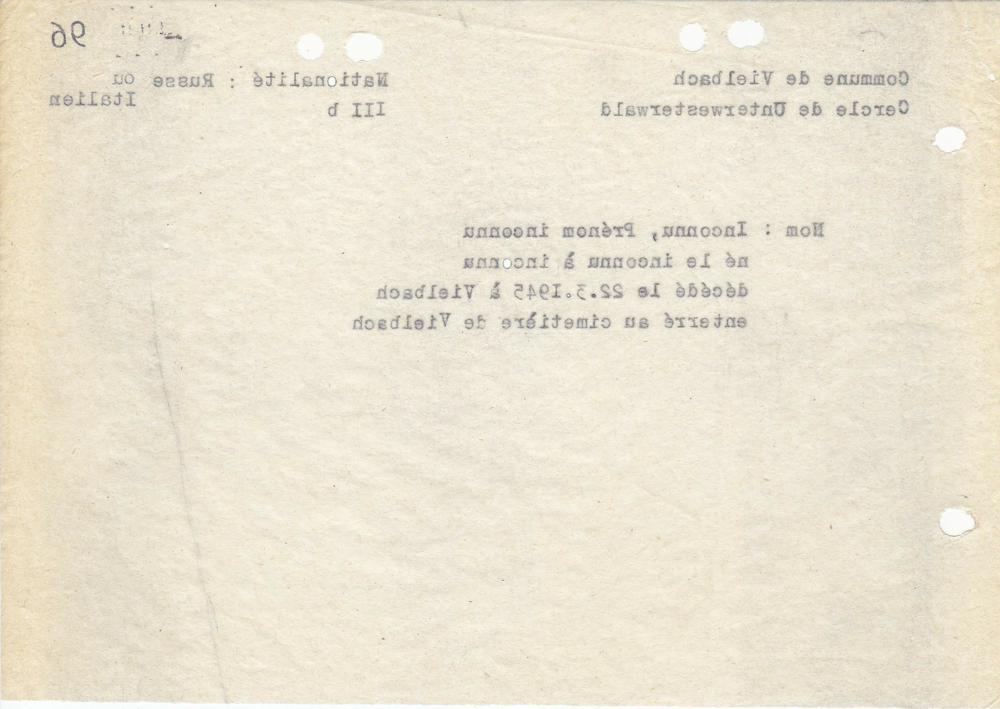 96
Commune de Vielbach
Nationalité : Russe ou
Italien
Cercle de Unterwesterwald
III b
Nom : Inconnu, Prénom inconnu
né le inconnu à inconnu
décédé le 22.3.1945 à Vielbach
enterré au cimetière de Vielbach